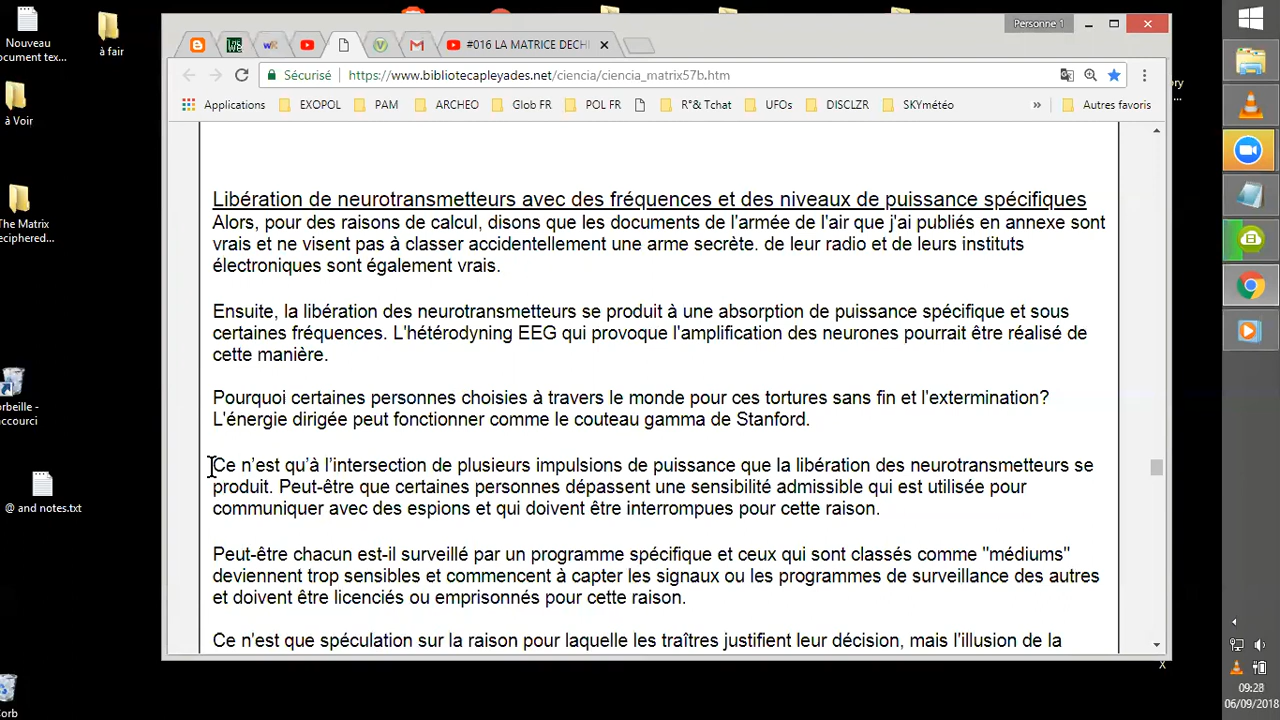 Nouveau
ocument tex...
à fair
à Voir
The Matrix
eciphered...
orbeille -
accourci
@ and notes.txt
Corb
Personne 1
#016 LA MATRICE DECHI
Sécurisé
https://www.bibliotecapleyades.net/ciencia/ciencia_matrix57b.htm
Applications
EXOPOL
PAM
ARCHEO
Glob FR
POL FR
R°& Tchat
UFOs
DISCLZR
SKYmétéo
»
Autres favoris
Libération de neurotransmetteurs avec des fréquences et des niveaux de puissance spécifiques
Alors, pour des raisons de calcul, disons que les documents de l'armée de l'air que j'ai publiés en annexe sont
vrais et ne visent pas à classer accidentellement une arme secrète. de leur radio et de leurs instituts
électroniques sont également vrais.
Ensuite, la libération des neurotransmetteurs se produit à une absorption de puissance spécifique et sous
certaines fréquences. L'hétérodyning EEG qui provoque l'amplification des neurones pourrait être réalisé de
cette manière.
Pourquoi certaines personnes choisies à travers le monde pour ces tortures sans fin et l'extermination?
L'énergie dirigée peut fonctionner comme le couteau gamma de Stanford.
Ce n'est qu'à l'intersection de plusieurs impulsions de puissance que la libération des neurotransmetteurs se
produit. Peut-être que certaines personnes dépassent une sensibilité admissible qui est utilisée pour
communiquer avec des espions et qui doivent être interrompues pour cette raison.
Peut-être chacun est-il surveillé par un programme spécifique et ceux qui sont classés comme "médiums"
deviennent trop sensibles et commencent à capter les signaux ou les programmes de surveillance des autres
et doivent être licenciés ou emprisonnés pour cette raison.
Ce n'est que spéculation sur la raison pour laquelle les traîtres justifient leur décision, mais l'illusion de la
ory
...
x
09:28
06/09/2018